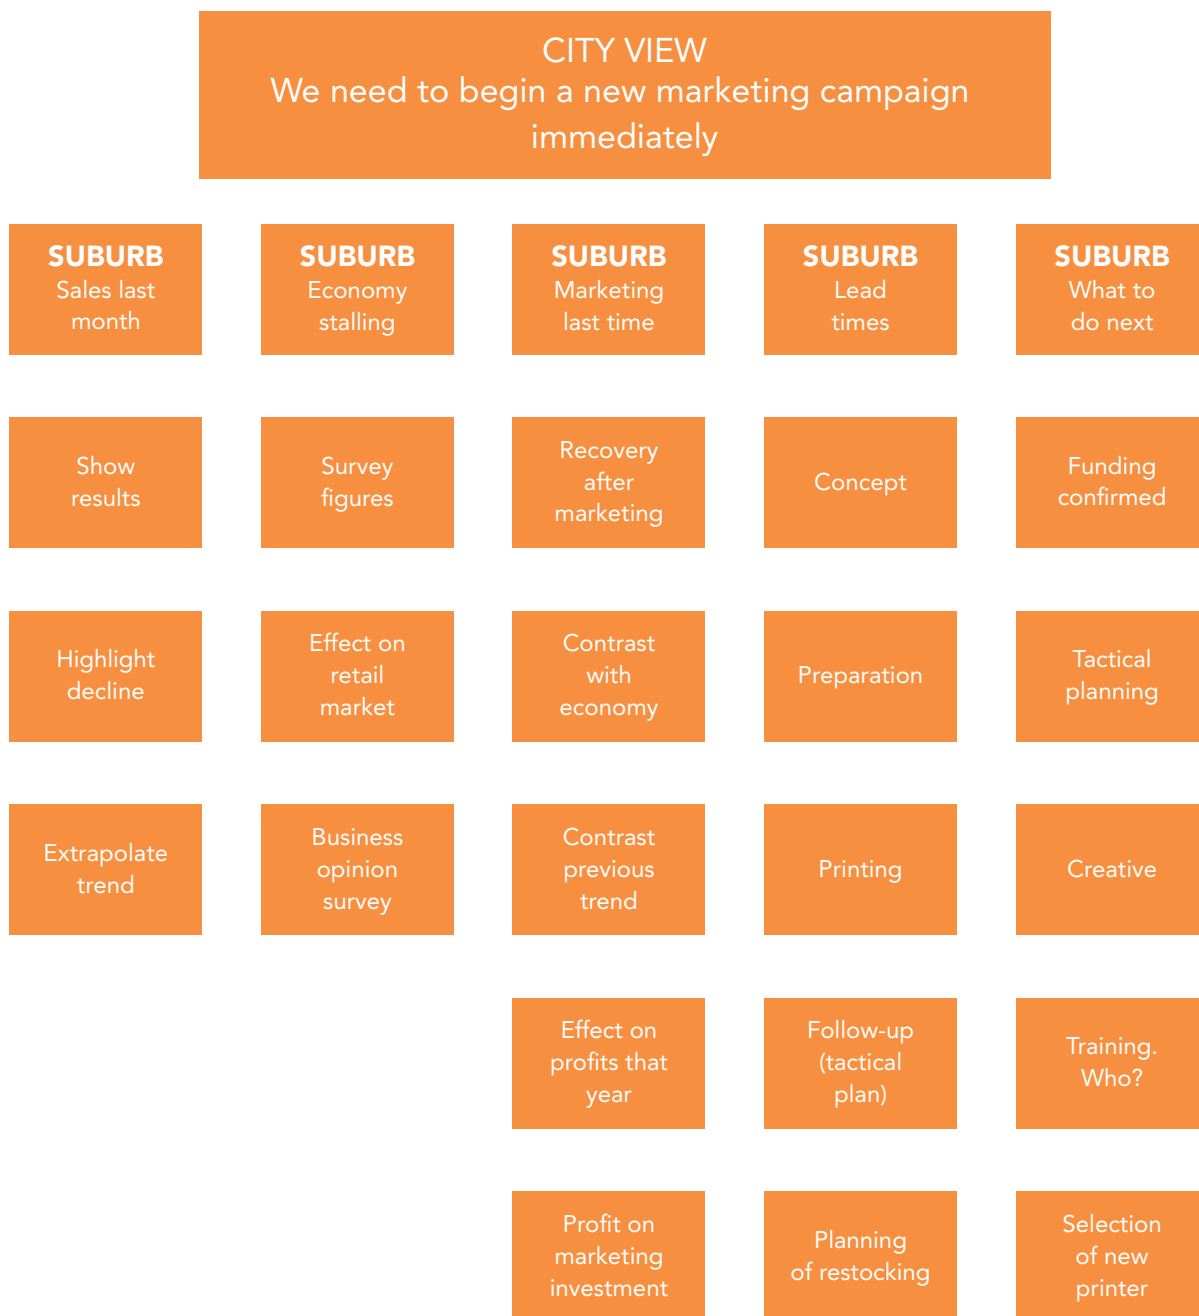 CITY VIEW
We need to begin a new marketing campaign
immediately
SUBURB
Sales last
month
SUBURB
Economy
stalling
SUBURB
Marketing
last time
SUBURB
Lead
times
SUBURB
What to
do next
Show
results
Survey
figures
Recovery
after
marketing
Concept
Funding
confirmed
Highlight
decline
Effect on
retail
market
Contrast
with
economy
Preparation
Tactical
planning
Extrapolate
trend
Business
opinion
survey
Contrast
previous
trend
Printing
Creative
Effect on
profits that
year
Follow-up
(tactical
plan)
Training.
Who?
Profit on
marketing
investment
Planning
of restocking
Selection
of new
printer